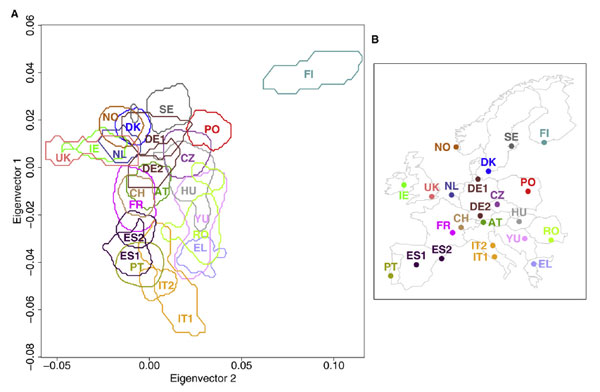 A
B
0.06
0.04
0.02
0.00
−0.02
−0.04
−0.06
−0.08
Eigenvector 1
−0.05
0.00
0.05
0.10
Eigenvector 2
FI
SE
NO
DK
PO
DE1
IE
NL
UK
CZ
DE2
CH
AT
HU
FR
YU
ES2
RO
ES1
EL
PT
IT2
IT1
NO
SE
FI
DK
PO
DE1
IE
UK
NL
CZ
DE2
CH
AT
HU
FR
RO
YU
ES2
IT2
ES1
IT1
EL
PT